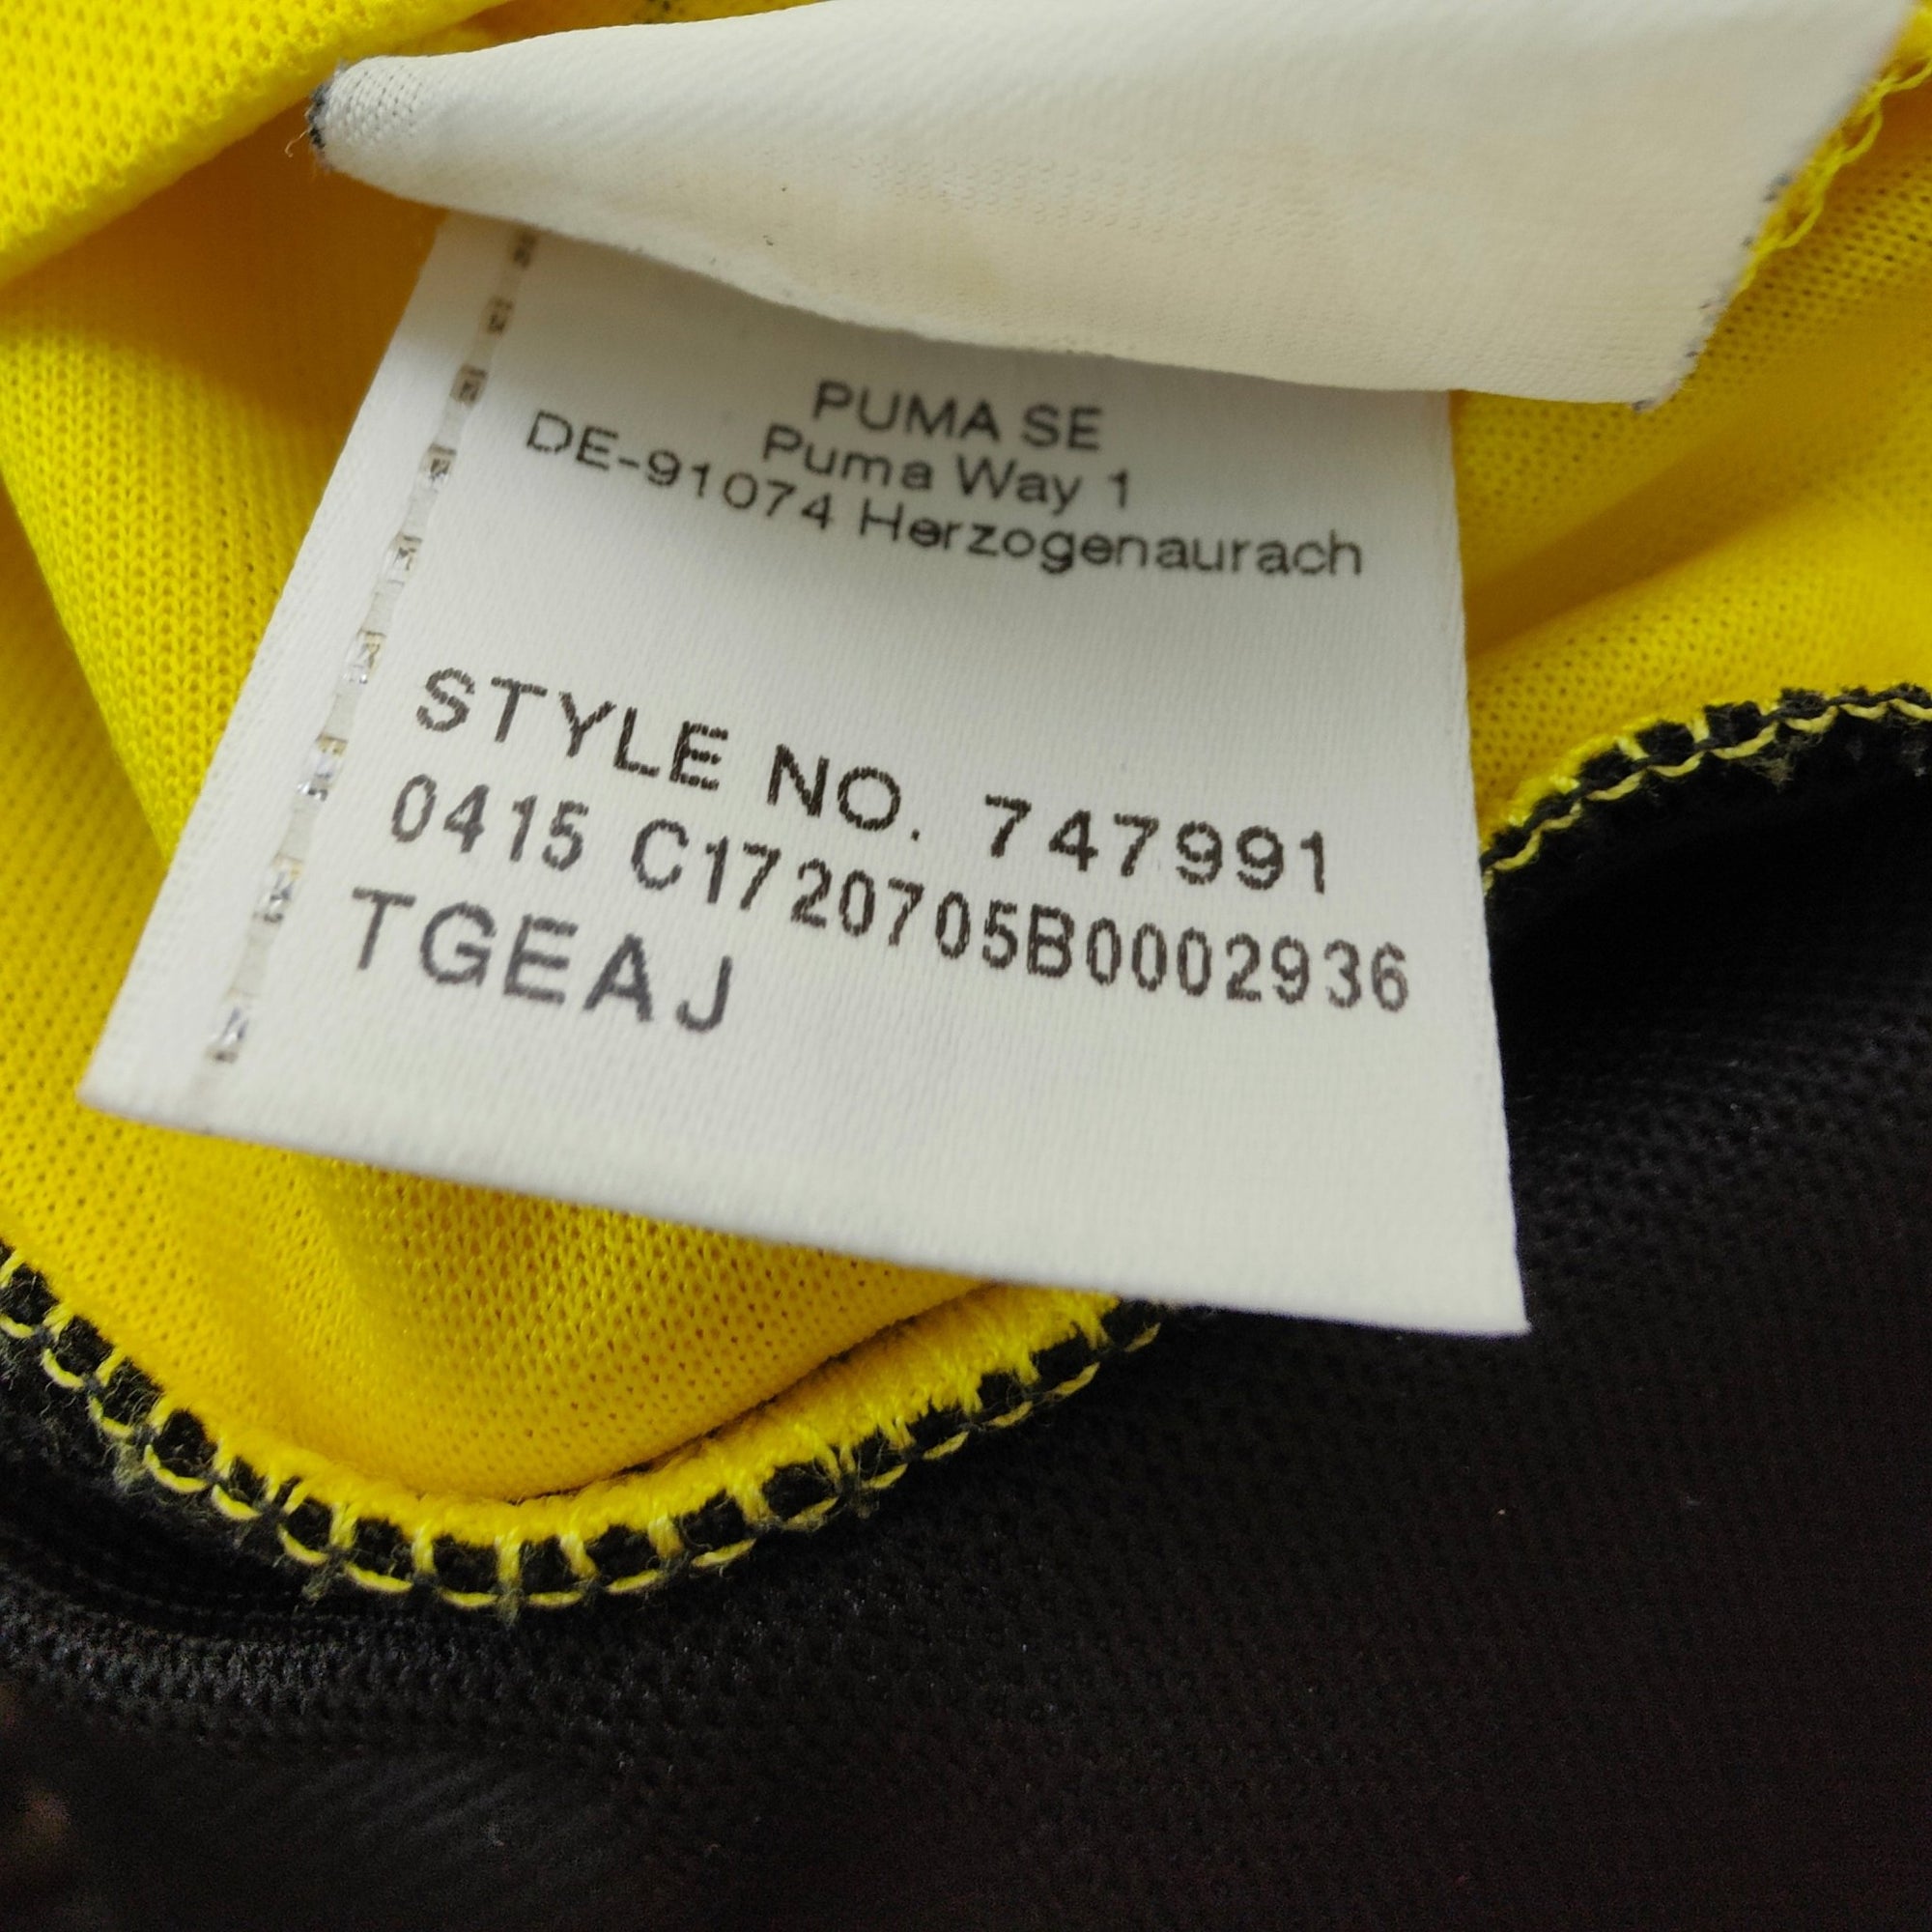 PUMA SE
Puma Way 1
DE-91074 Herzogenaurach
STYLE NO. 747991
0415 C1720705B0002936
TGEAJ